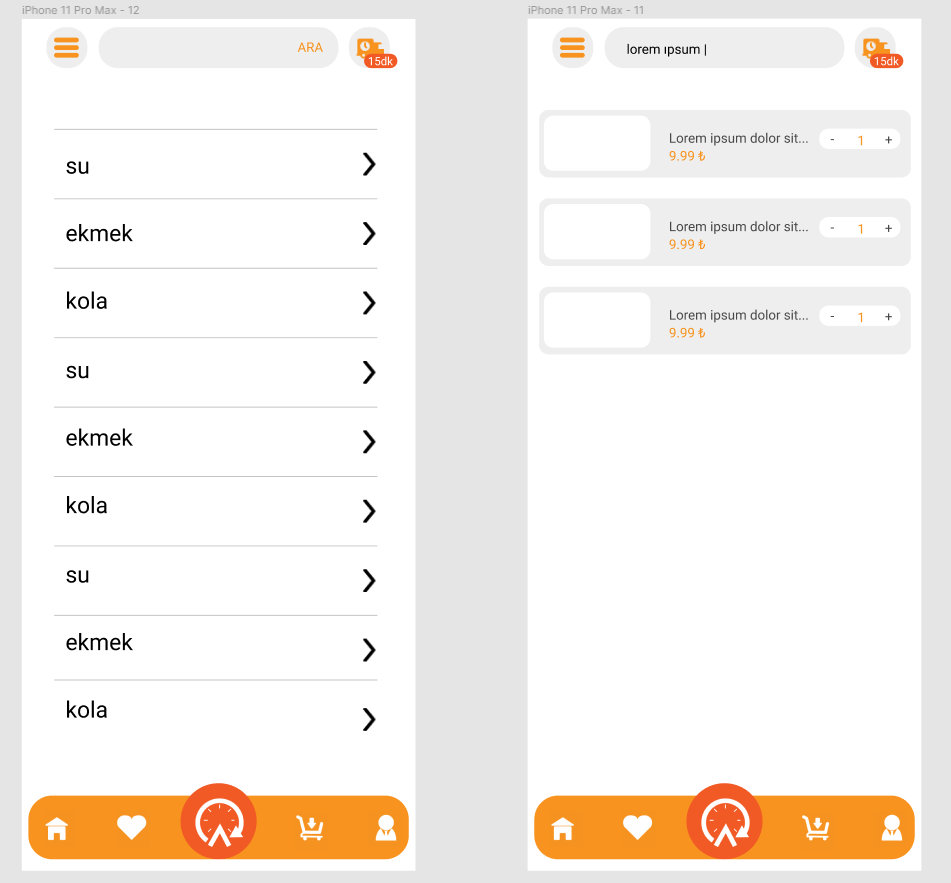 iPhone 11 Pro Max - 12
ARA
15dk
su
ekmek
kola
su
ekmek
kola
su
ekmek
kola
iPhone 11 Pro Max - 11
lorem ıpsum |
15dk
Lorem ipsum dolor sit...
9.99 ₺
- 1 +
Lorem ipsum dolor sit...
9.99 ₺
- 1 +
Lorem ipsum dolor sit...
9.99 ₺
- 1 +